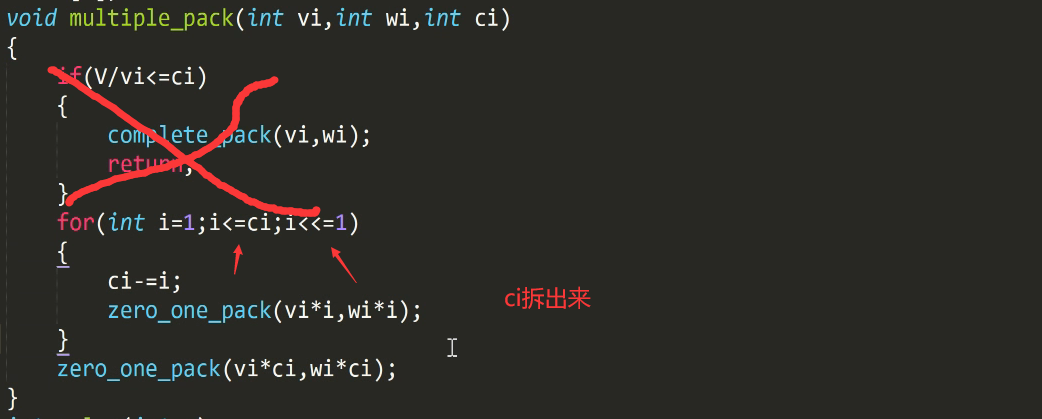 void multiple_pack(int vi,int wi,int ci)
{
if(V/vi<=ci)
{
complete_pack(vi,wi);
return;
}
for(int i=1;i<=ci;i<<=1)
{
ci-=i;
zero_one_pack(vi*i,wi*i);
ci拆出来
}
zero_one_pack(vi*ci,wi*ci);
}